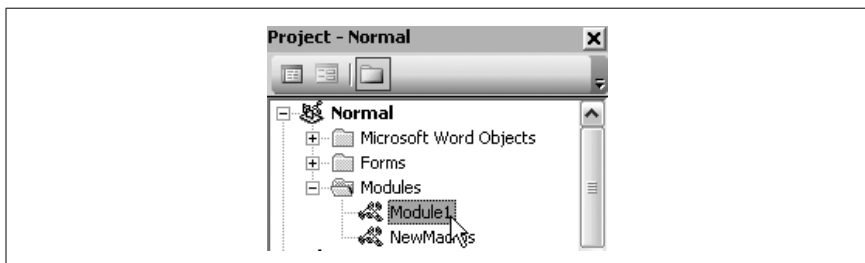 Project - Normal
Normal
Microsoft Word Objects
Forms
Modules
Module1
NewMacros